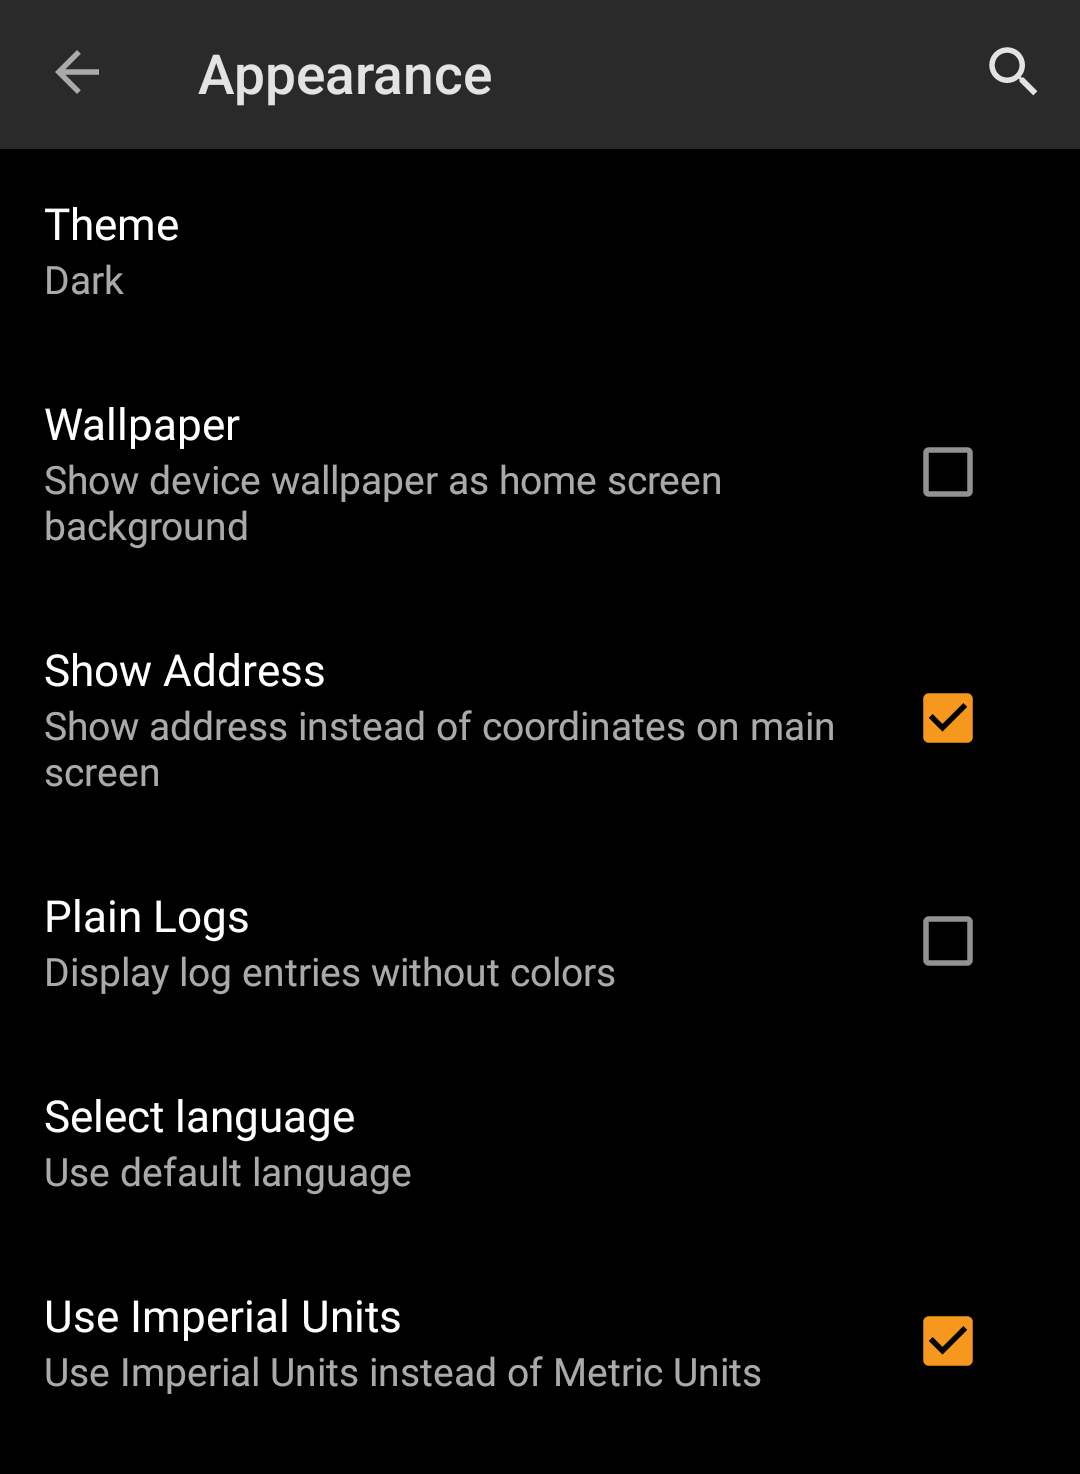 Appearance
Theme
Dark
Wallpaper
Show device wallpaper as home screen
background
Show Address
Show address instead of coordinates on main
screen
Plain Logs
Display log entries without colors
Select language
Use default language
Use Imperial Units
Use Imperial Units instead of Metric Units